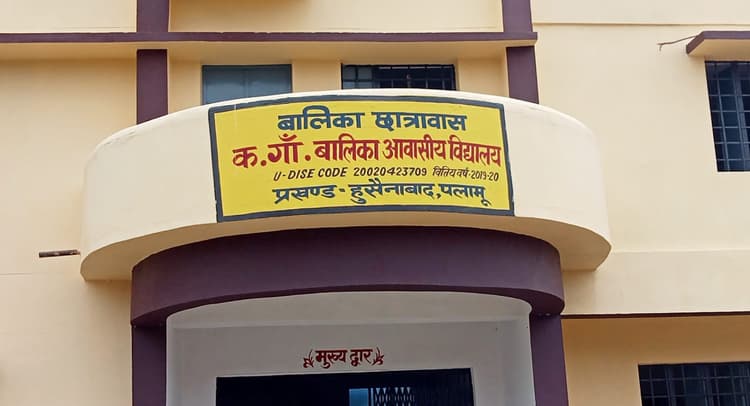 बालिका छात्रावास
क.गाँ.बालिका आवासीय विद्यालय
U-DISE CODE 20020423709 वित्तिय वर्ष-2019-20
प्रखण्ड-हुसैनाबाद,पलामू
मुख्य द्वार